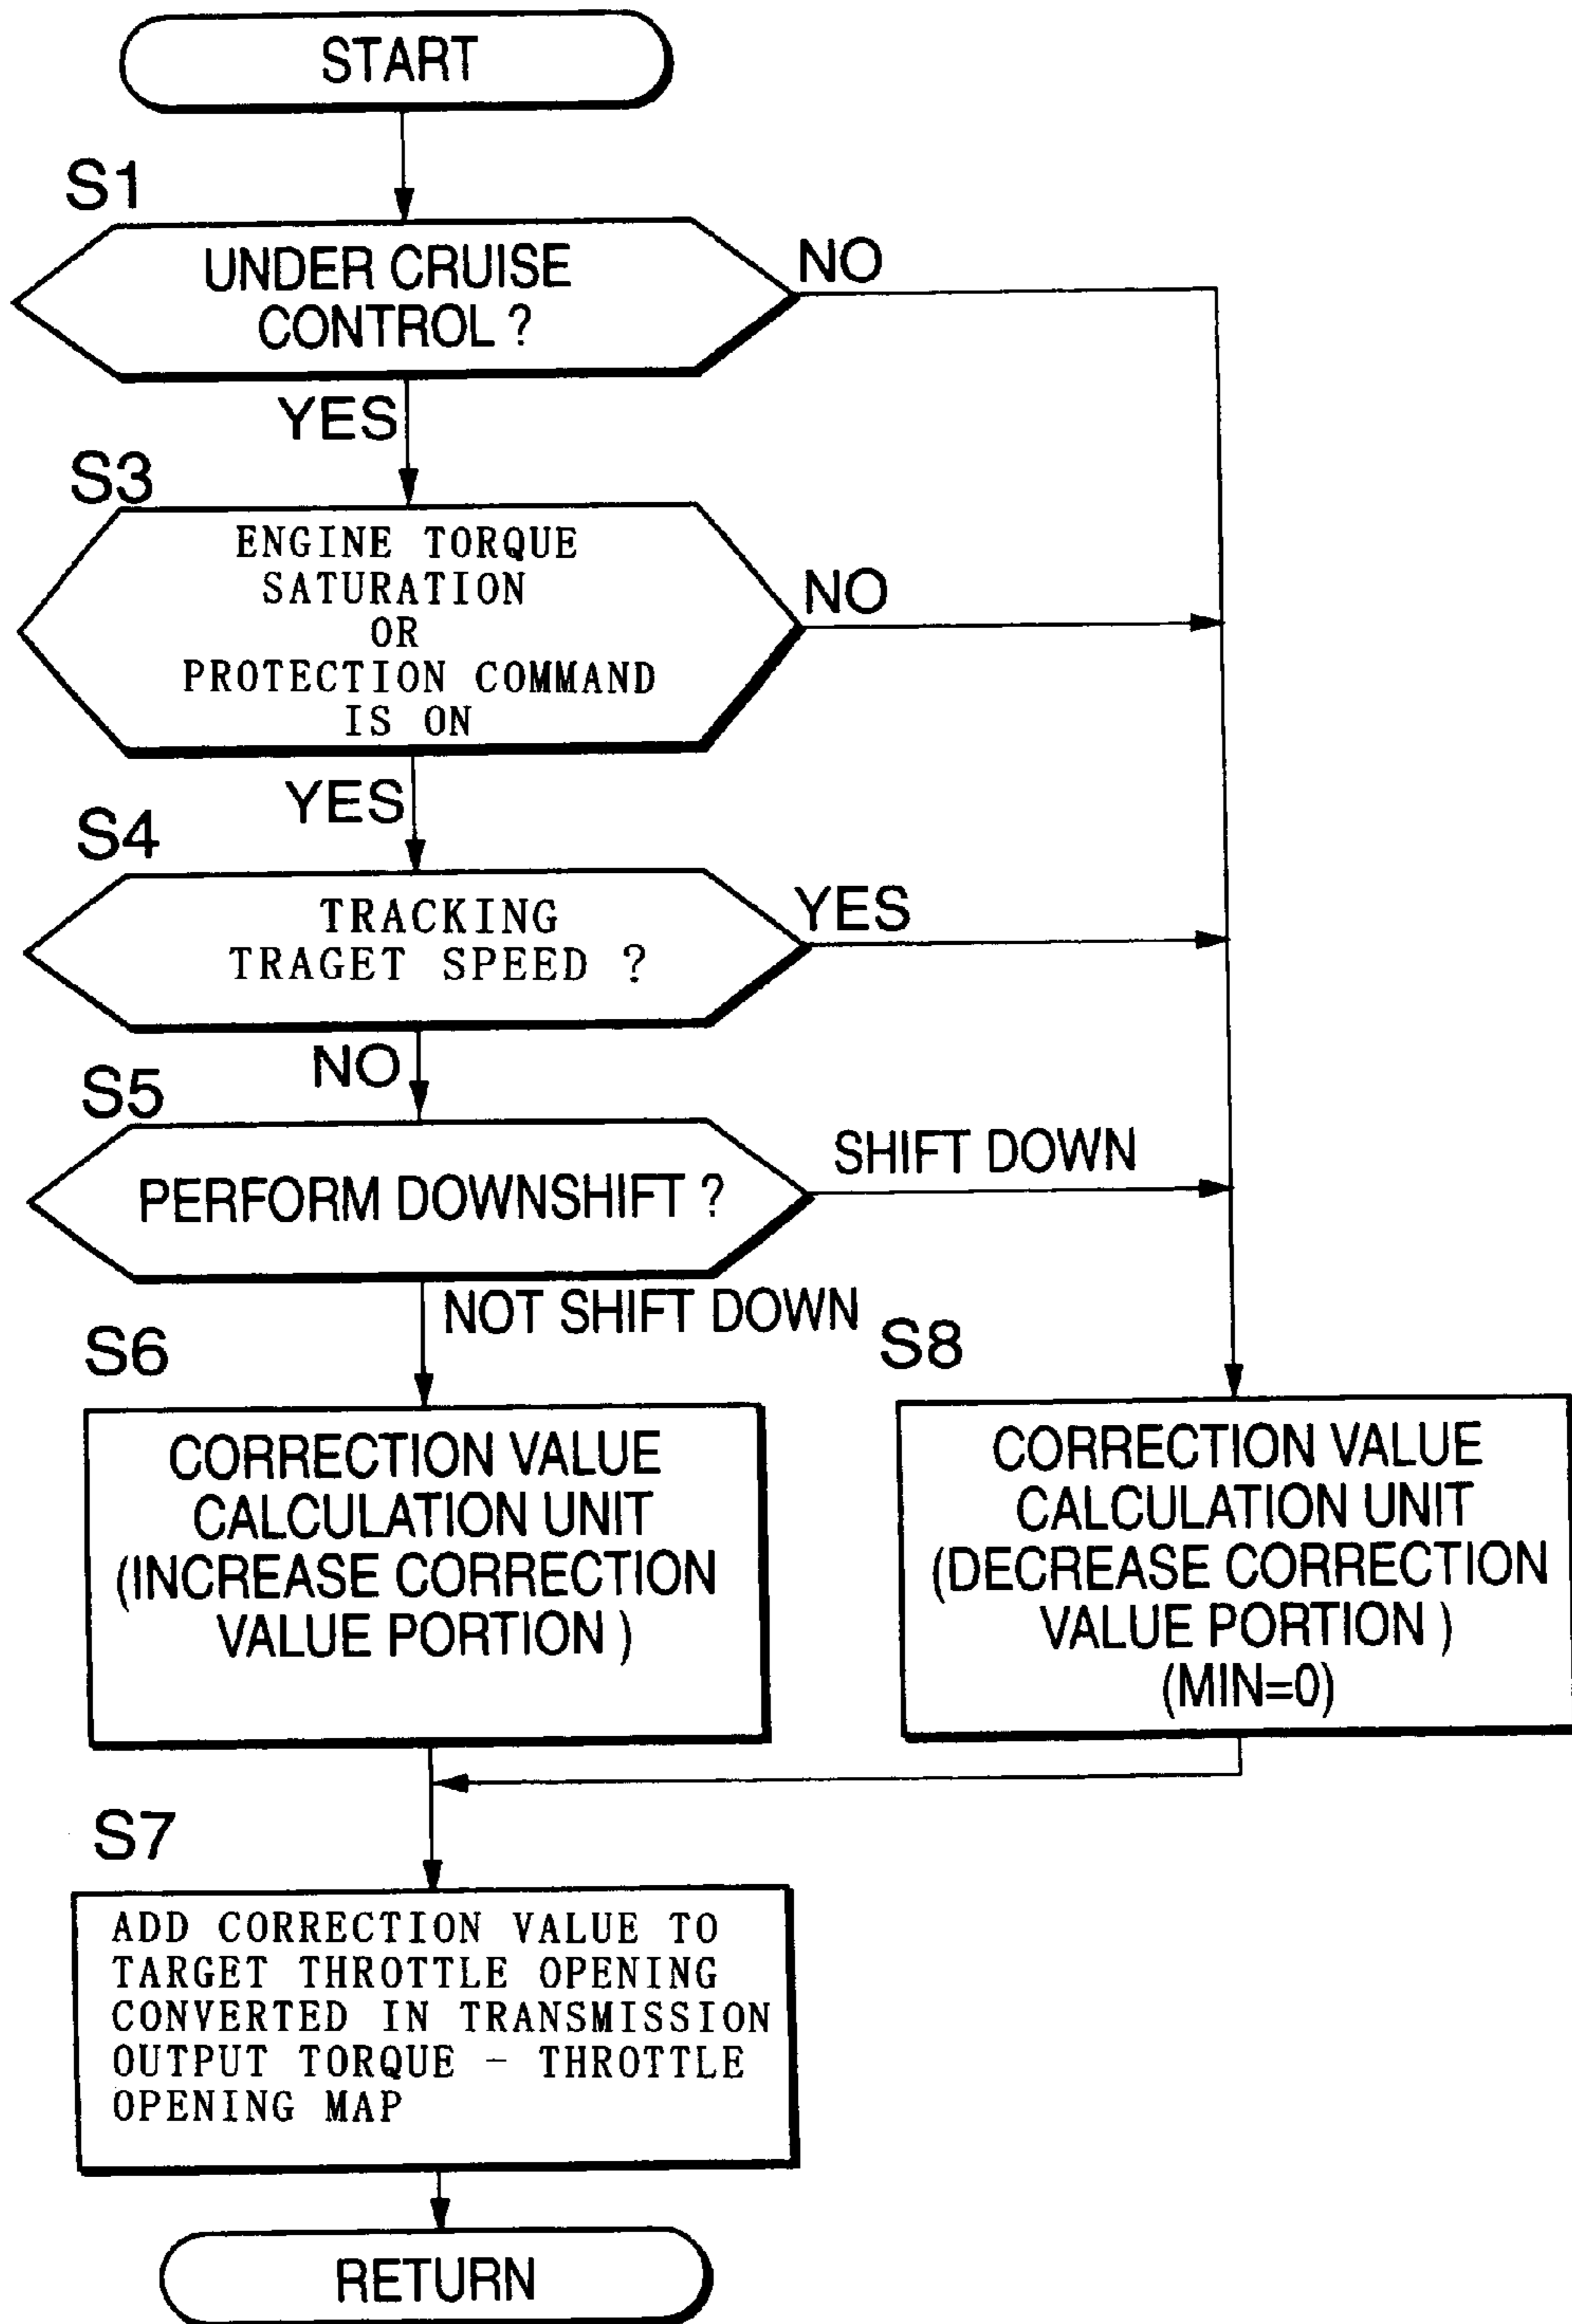 START
S1
UNDER CRUISE
CONTROL ?
NO
YES
S3
ENGINE TORQUE
SATURATION
OR
PROTECTION COMMAND
IS ON
NO
YES
S4
TRACKING
TRAGET SPEED ?
YES
NO
S5
PERFORM DOWNSHIFT ?
SHIFT DOWN
NOT SHIFT DOWN
S6
CORRECTION VALUE
CALCULATION UNIT
(INCREASE CORRECTION
VALUE PORTION )
S8
CORRECTION VALUE
CALCULATION UNIT
(DECREASE CORRECTION
VALUE PORTION )
(MIN=0)
S7
ADD CORRECTION VALUE TO
TARGET THROTTLE OPENING
CONVERTED IN TRANSMISSION
OUTPUT TORQUE - THROTTLE
OPENING MAP
RETURN